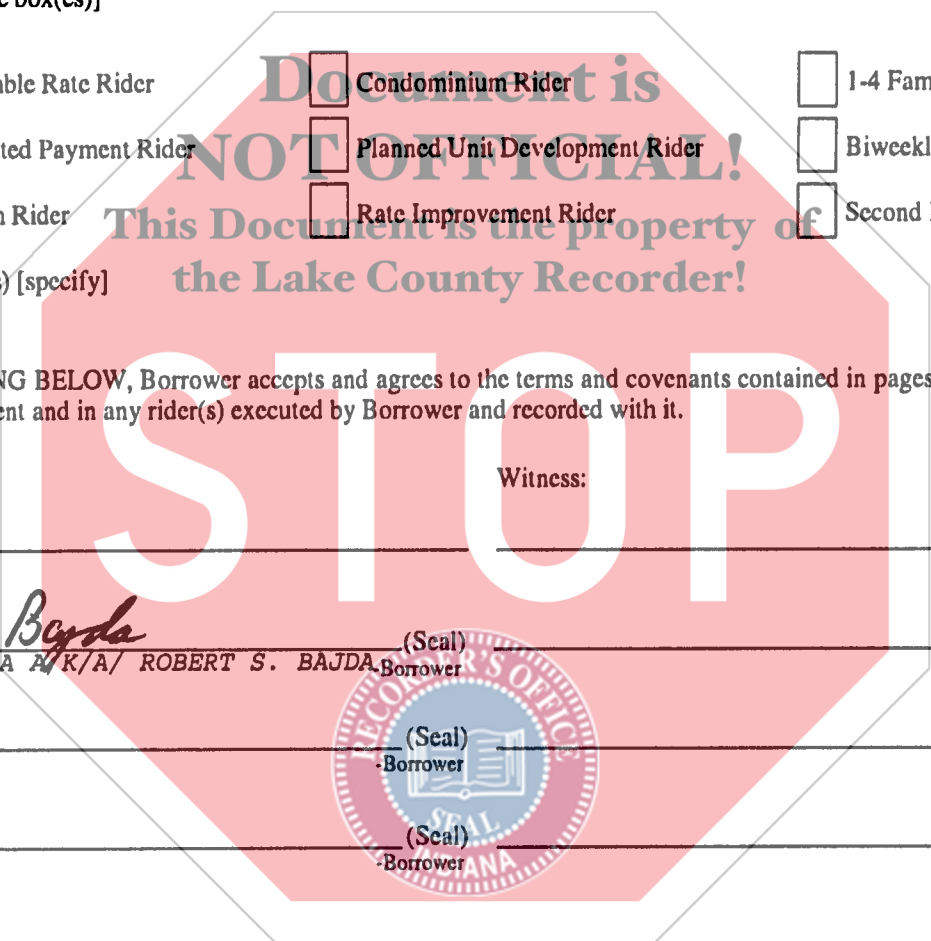 box(es)]
ble Rate Rider Condominium Rider 1-4 Fam
ted Payment Rider Planned Unit Development Rider Biweekl
Rider Rate Improvement Rider Second
) [specify]
Document is
NOT OFFICIAL!
This Document is the property of
the Lake County Recorder!
NG BELOW, Borrower accepts and agrees to the terms and covenants contained in pages
ent and in any rider(s) executed by Borrower and recorded with it.
STOP
Witness:
Bajda
(Seal)
A A/K/A/ ROBERT S. BAJDA -Borrower
(Seal)
-Borrower
(Seal)
-Borrower
RECORDER'S OFFICE
SEAL
INDIANA